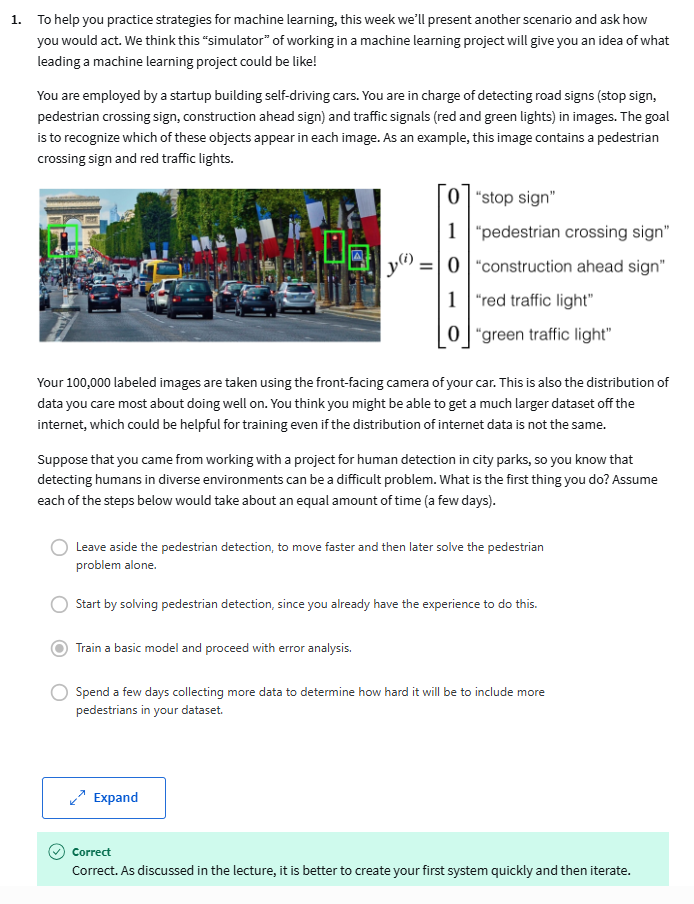 1. To help you practice strategies for machine learning, this week we'll present another scenario and ask how
you would act. We think this “simulator” of working in a machine learning project will give you an idea of what
leading a machine learning project could be like!
You are employed by a startup building self-driving cars. You are in charge of detecting road signs (stop sign,
pedestrian crossing sign, construction ahead sign) and traffic signals (red and green lights) in images. The goal
is to recognize which of these objects appear in each image. As an example, this image contains a pedestrian
crossing sign and red traffic lights.
y⁽ⁱ⁾ =
0 “stop sign”
1 “pedestrian crossing sign”
0 “construction ahead sign”
1 “red traffic light”
0 “green traffic light”
Your 100,000 labeled images are taken using the front-facing camera of your car. This is also the distribution of
data you care most about doing well on. You think you might be able to get a much larger dataset off the
internet, which could be helpful for training even if the distribution of internet data is not the same.
Suppose that you came from working with a project for human detection in city parks, so you know that
detecting humans in diverse environments can be a difficult problem. What is the first thing you do? Assume
each of the steps below would take about an equal amount of time (a few days).
Leave aside the pedestrian detection, to move faster and then later solve the pedestrian
problem alone.
Start by solving pedestrian detection, since you already have the experience to do this.
Train a basic model and proceed with error analysis.
Spend a few days collecting more data to determine how hard it will be to include more
pedestrians in your dataset.
Expand
Correct
Correct. As discussed in the lecture, it is better to create your first system quickly and then iterate.